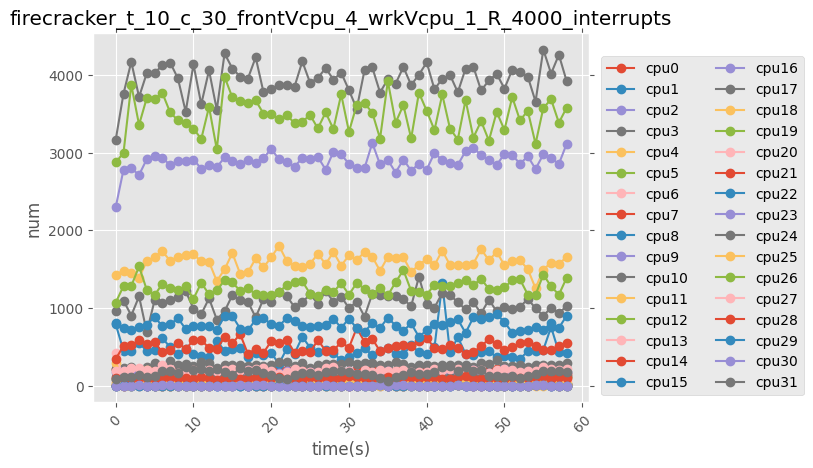 firecracker_t_10_c_30_frontVcpu_4_wrkVcpu_1_R_4000_interrupts
4000
3000
2000
1000
0
num
0 10 20 30 40 50 60
time(s)
cpu0 cpu16
cpu1 cpu17
cpu2 cpu18
cpu3 cpu19
cpu4 cpu20
cpu5 cpu21
cpu6 cpu22
cpu7 cpu23
cpu8 cpu24
cpu9 cpu25
cpu10 cpu26
cpu11 cpu27
cpu12 cpu28
cpu13 cpu29
cpu14 cpu30
cpu15 cpu31